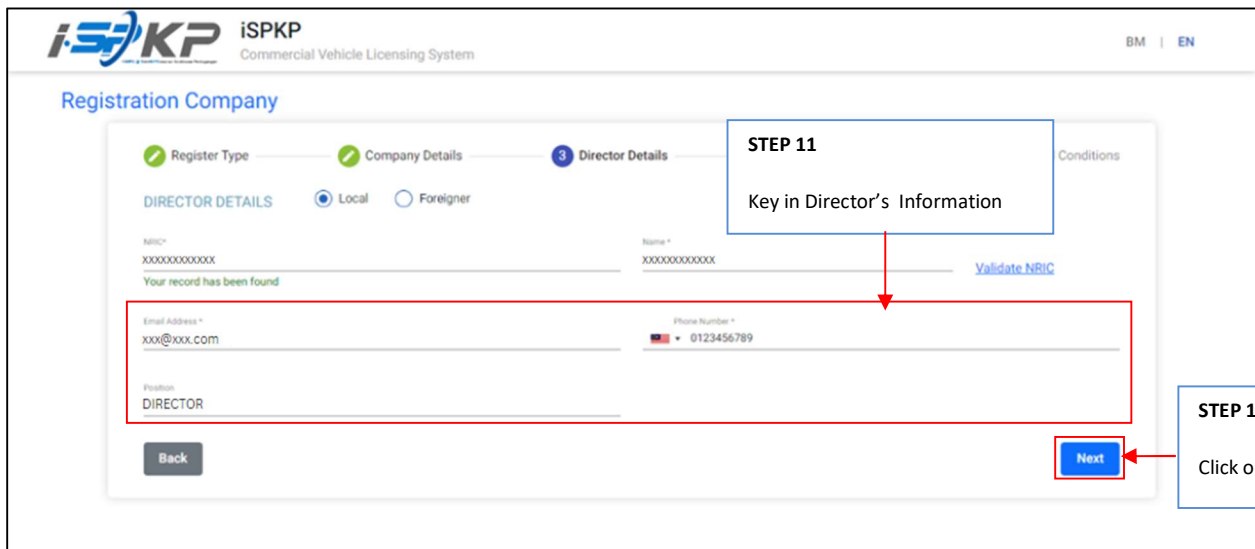 iSPKP
iSPKP
Commercial Vehicle Licensing System
BM | EN
Registration Company
Register Type
Company Details
3 Director Details
Conditions
STEP 11
Key in Director's Information
DIRECTOR DETAILS
Local
Foreigner
NRIC*
xxxxxxxxxxxx
Your record has been found
Name *
xxxxxxxxxxxx
Validate NRIC
Email Address *
xxx@xxx.com
Phone Number *
0123456789
Position
DIRECTOR
Back
Next
STEP 1
Click o